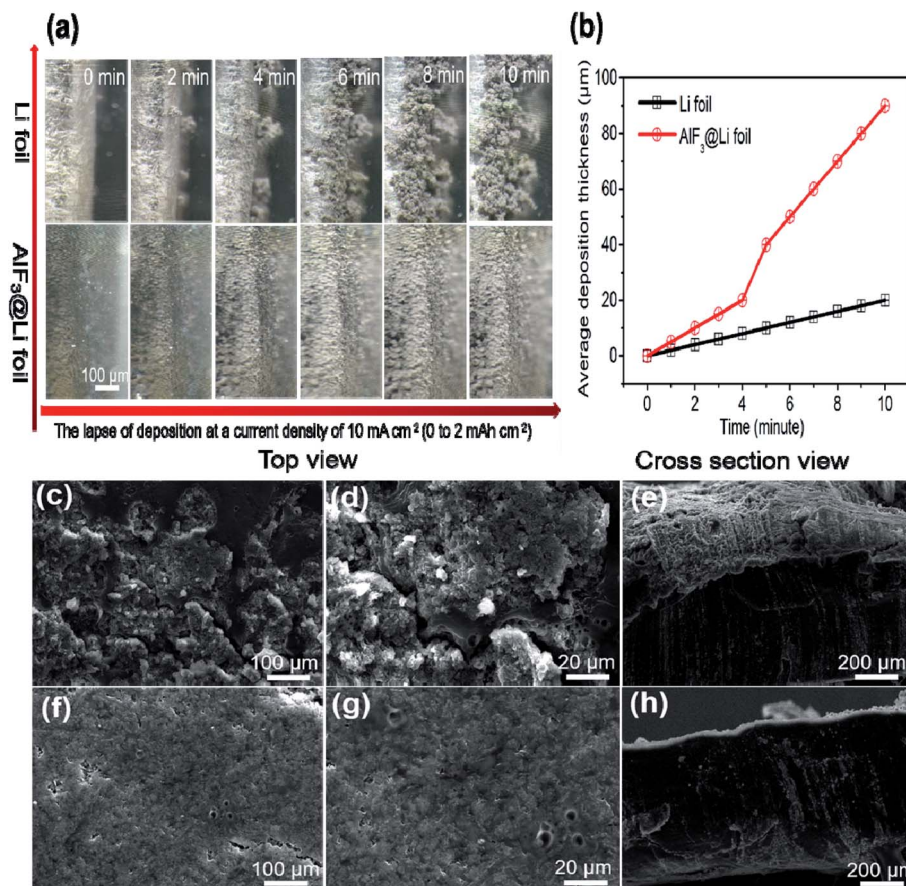 (a)
0 min 2 min 4 min 6 min 8 min 10 min
Li foil
AlF₃@Li foil
100 µm
The lapse of deposition at a current density of 10 mA cm⁻² (0 to 2 mAh cm⁻²)
(b)
Average deposition thickness (µm)
100
80
60
40
20
0
Li foil
AlF₃@Li foil
0 2 4 6 8 10
Time (minute)
Top view
Cross section view
(c)
100 µm
(d)
20 µm
(e)
200 µm
(f)
100 µm
(g)
20 µm
(h)
200 µm